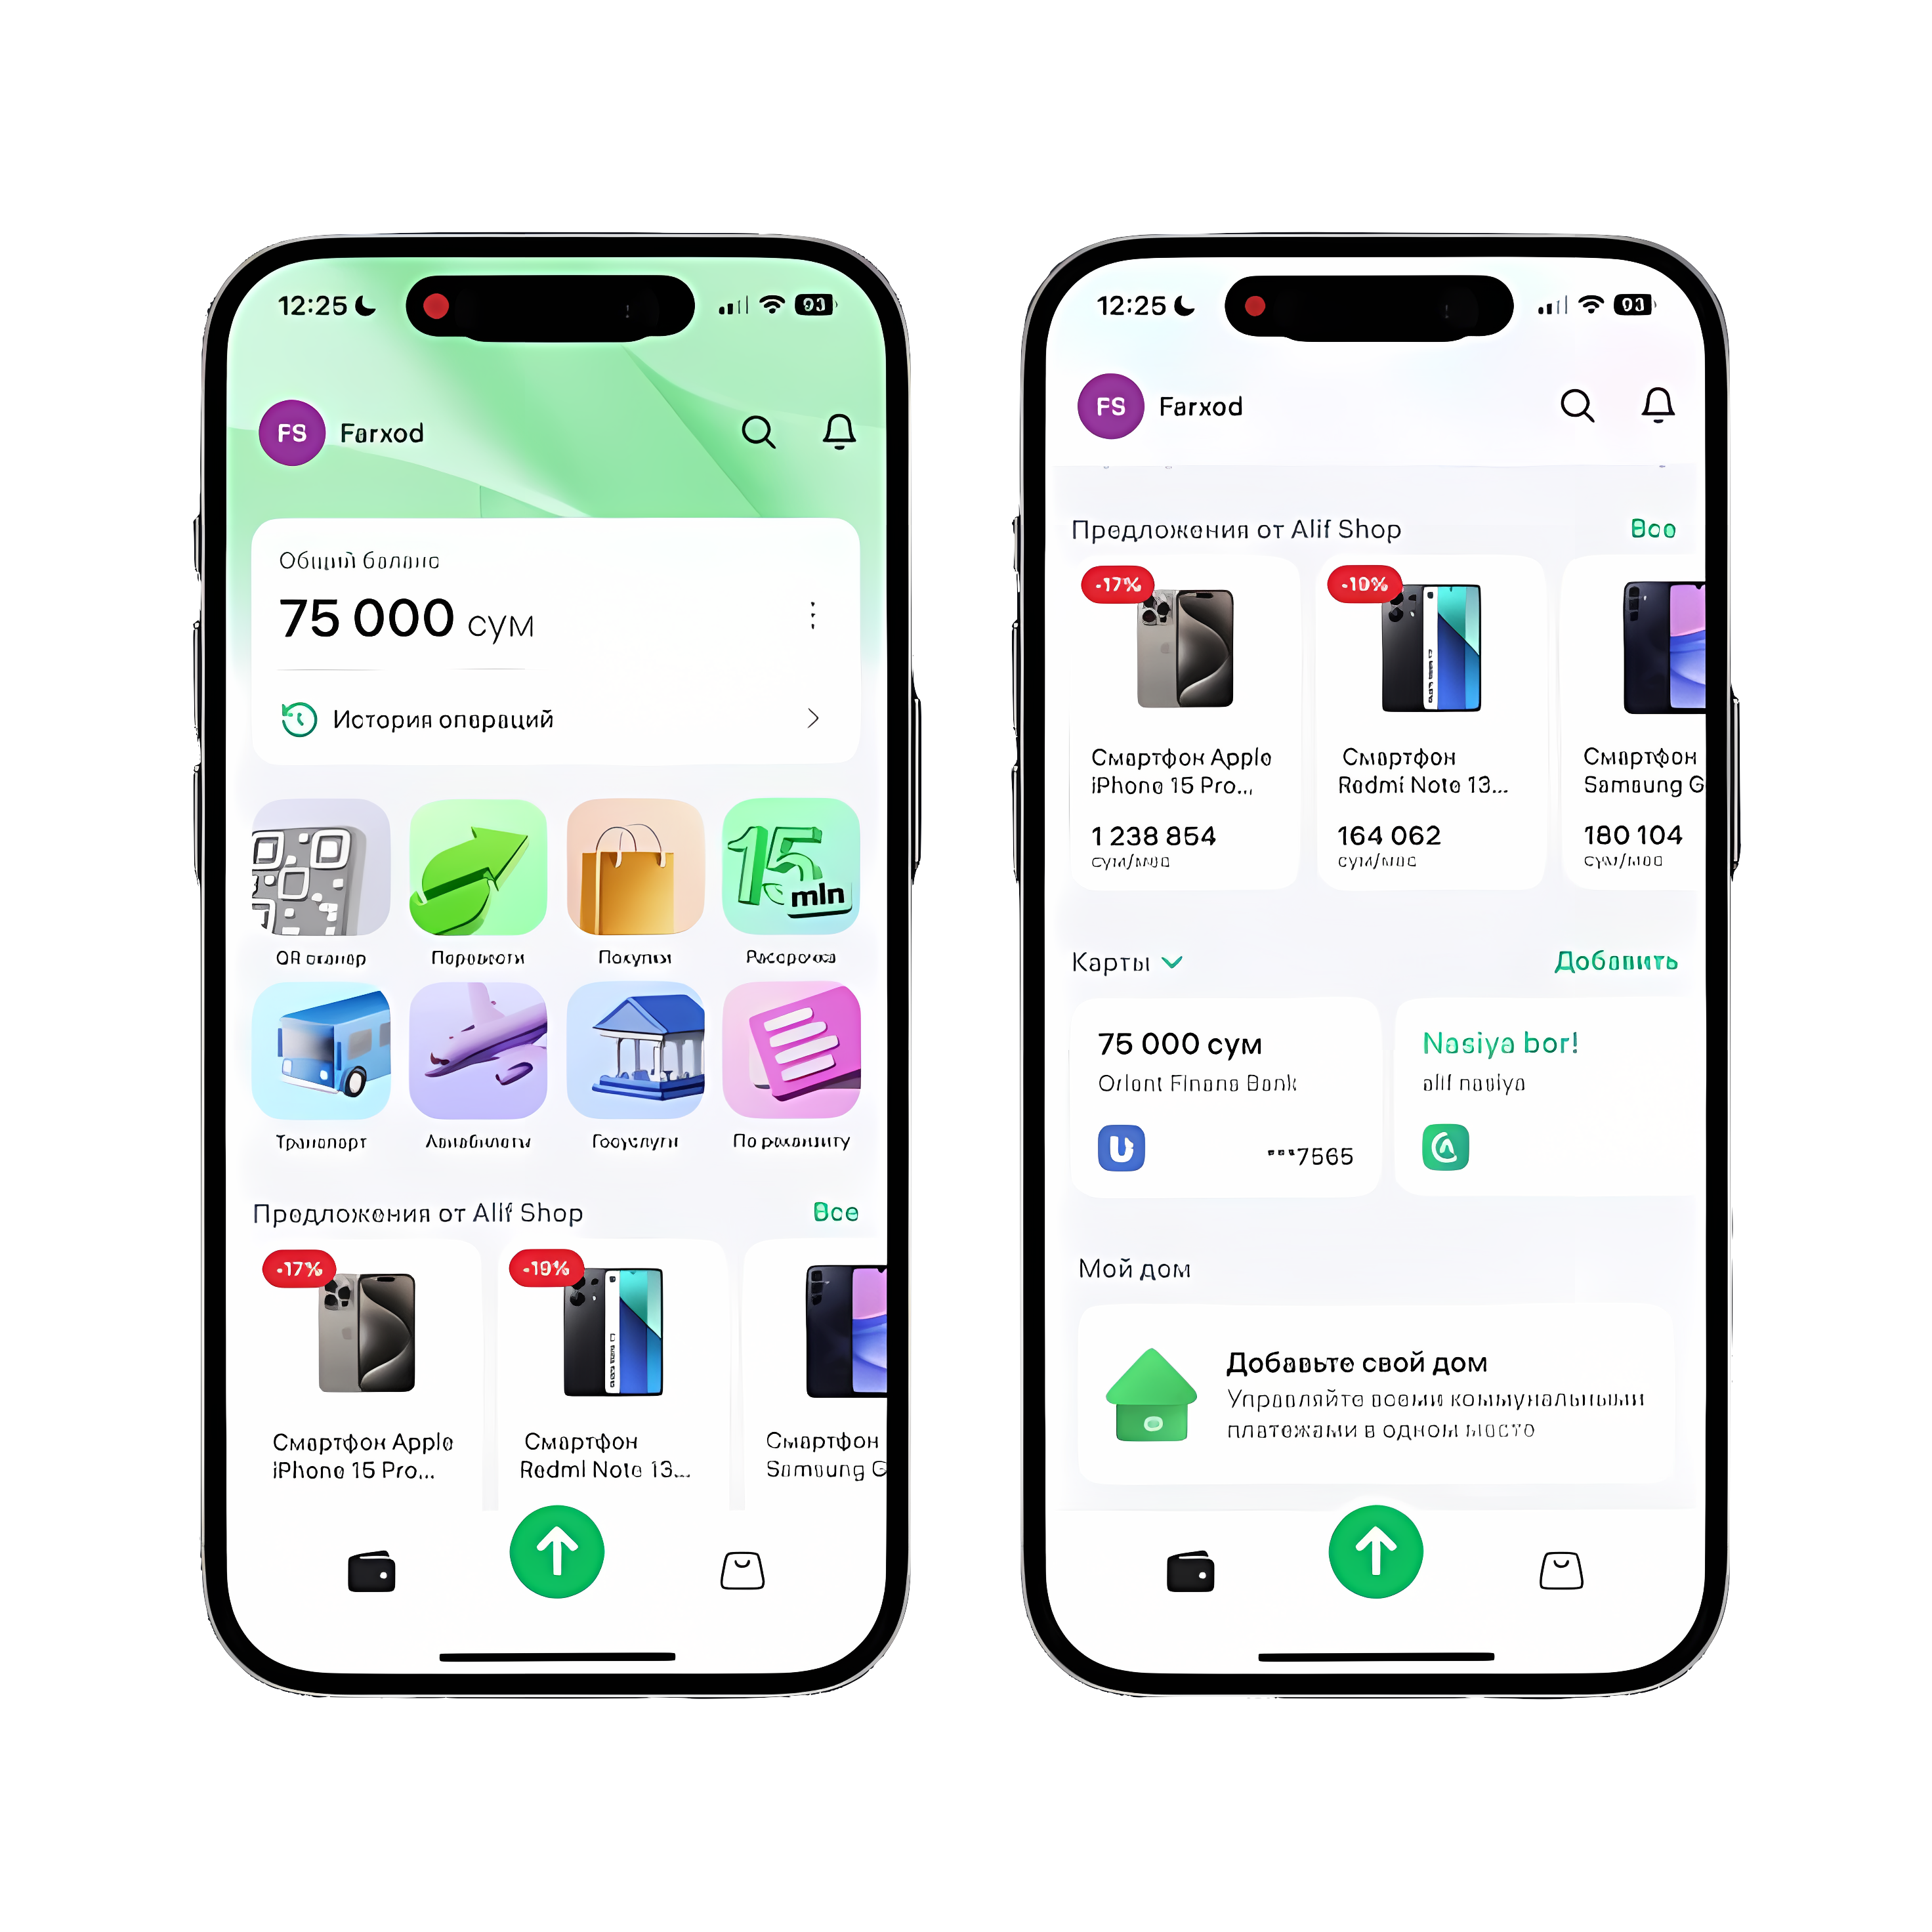 12:25
93
FS
Farxod
Общий баланс
75 000 сум
История операций
15
mln
QR сканер
Переводы
Покупки
Рассрочка
Транспорт
Авиабилеты
Госуслуги
По реквизиту
Предложения от Alif Shop
Все
-17%
-19%
Смартфон Apple
iPhone 15 Pro...
Смартфон
Redmi Note 13...
Смартфон
Samsung G
12:25
93
FS
Farxod
Предложения от Alif Shop
Все
-17%
-19%
Смартфон Apple
iPhone 15 Pro...
1 238 854
сум/мес
Смартфон
Redmi Note 13...
164 062
сум/мес
Смартфон
Samsung G
180 104
сум/мес
Карты
Добавить
75 000 сум
Orient Finans Bank
•••7565
Nasiya bor!
alif nasiya
Мой дом
Добавьте свой дом
Управляйте всеми коммунальными
платежами в одном месте